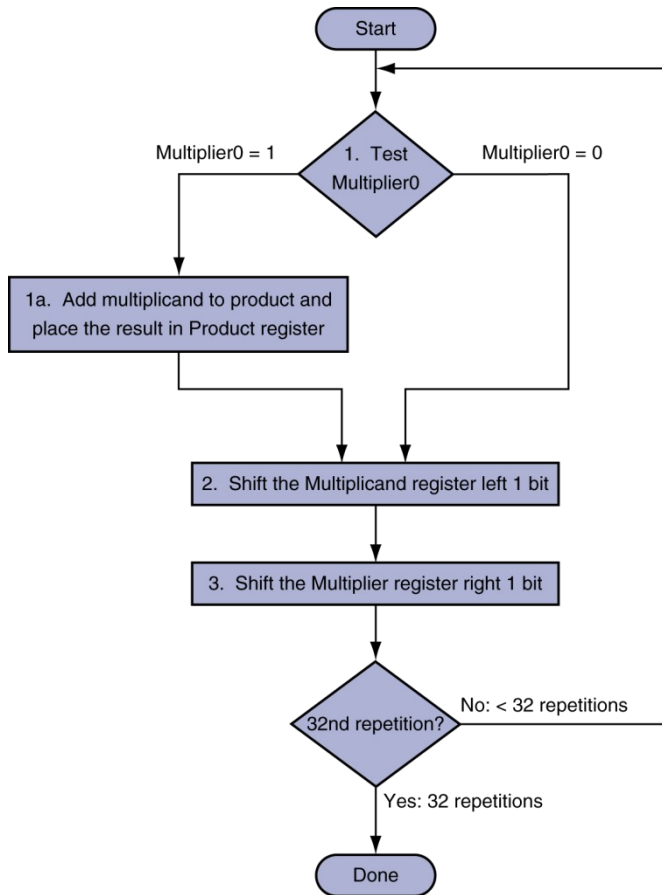 Start
Multiplier0 = 1
1. Test
Multiplier0
Multiplier0 = 0
1a. Add multiplicand to product and
place the result in Product register
2. Shift the Multiplicand register left 1 bit
3. Shift the Multiplier register right 1 bit
32nd repetition?
No: < 32 repetitions
Yes: 32 repetitions
Done